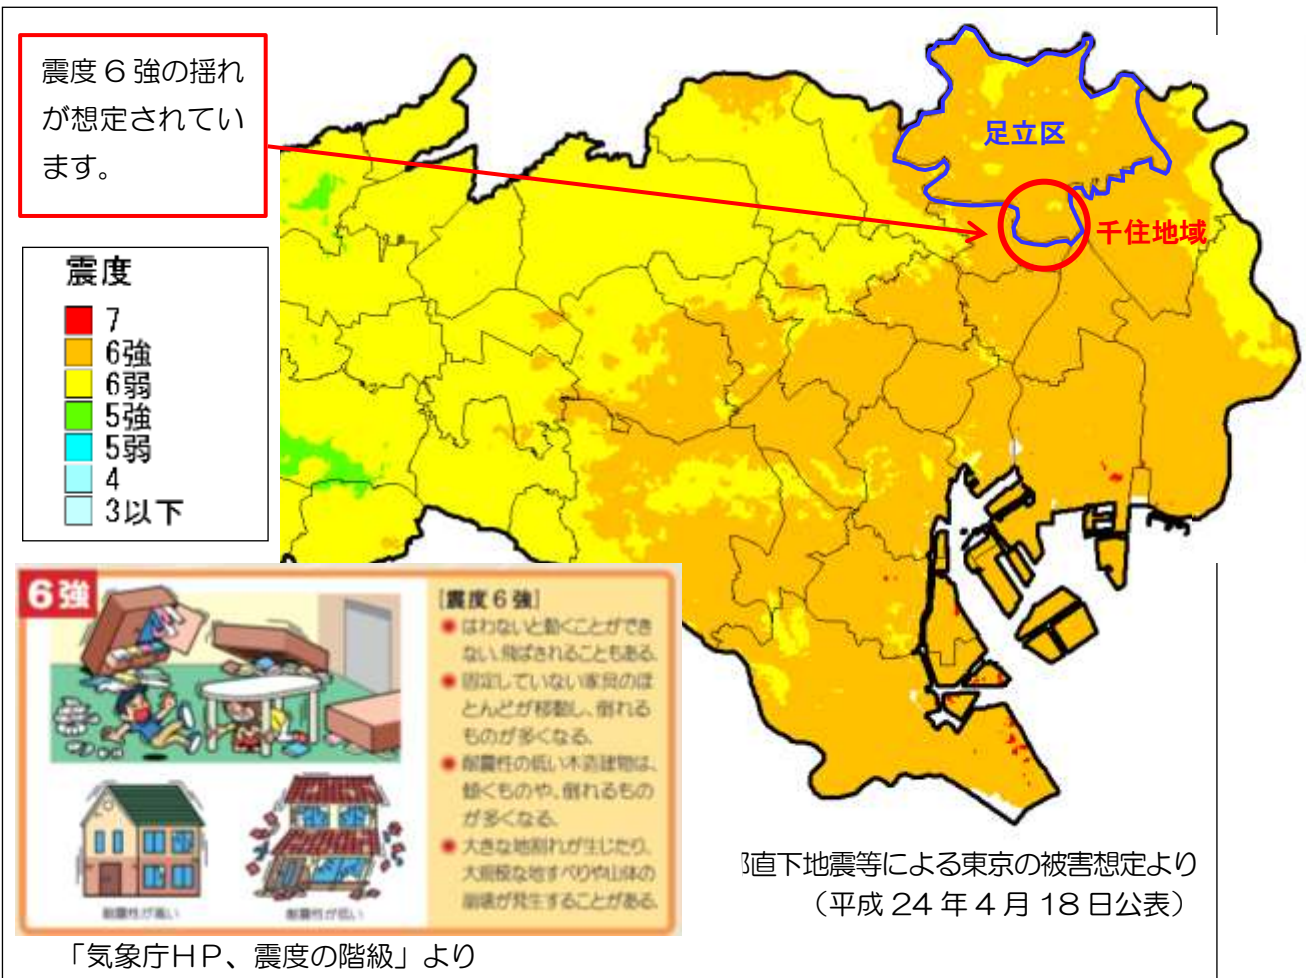 震度6強の揺れ
が想定されてい
ます。
足立区
千住地域
震度
7
6強
6弱
5強
5弱
4
3以下
6強
[震度6強]
はわないと動くことができ
ない。飛ばされることもある。
固定していない家具のほ
とんどが移動し、倒れる
ものが多くなる。
耐震性の低い木造建物は、
傾くものや、倒れるもの
が多くなる。
大きな地割れが生じたり、
大規模な地すべりや山体の
崩壊が発生することがある。
耐震性が高い
耐震性が低い
直下地震等による東京の被害想定より
（平成24年4月18日公表）
「気象庁HP、震度の階級」より